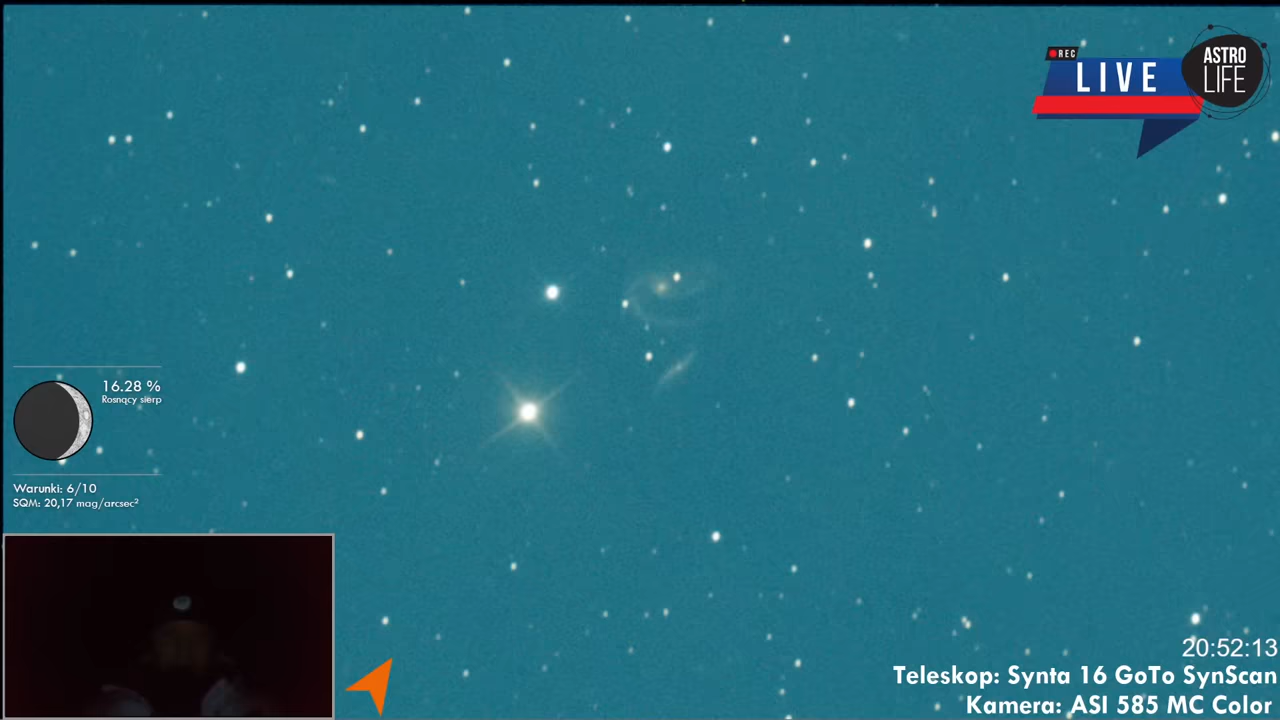 REC
LIVE
ASTRO
LIFE
16.28 %
Rosnący sierp
Warunki: 6/10
SQM: 20,17 mag/arcsec²
20:52:13
Teleskop: Synta 16 GoTo SynScan
Kamera: ASI 585 MC Color